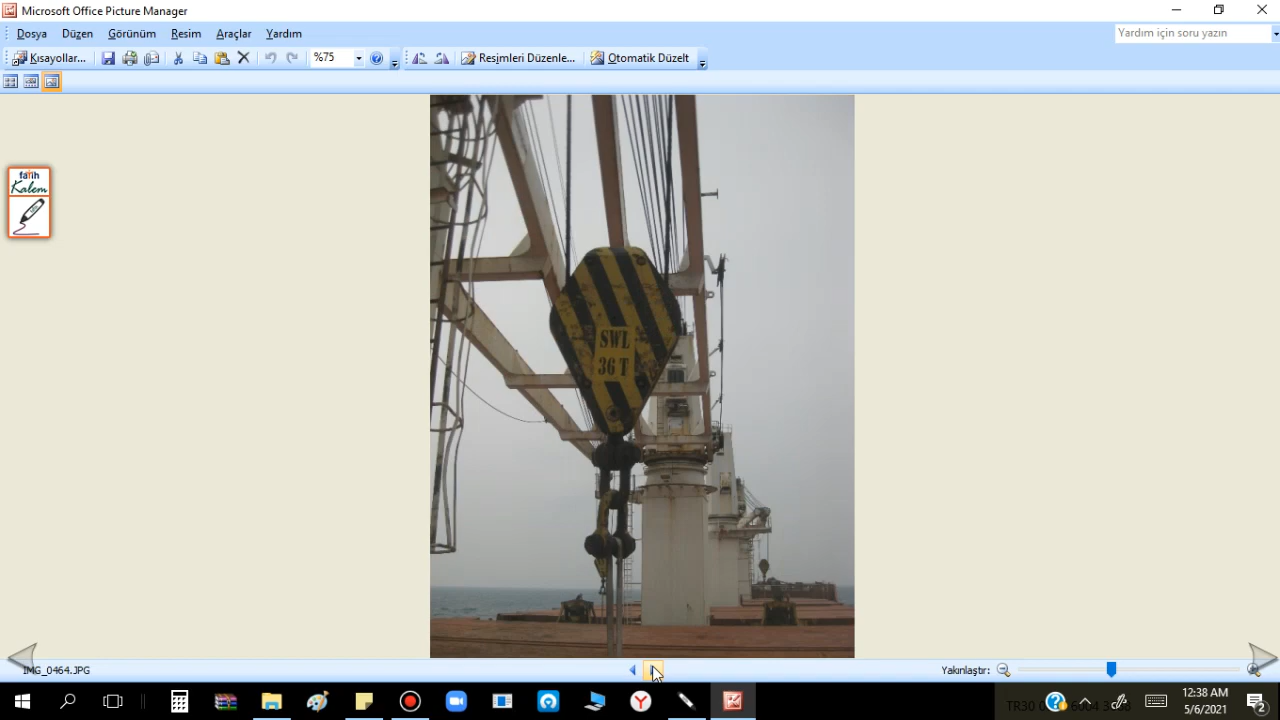 Microsoft Office Picture Manager
Dosya Düzen Görünüm Resim Araçlar Yardım
Yardım için soru yazın
Kısayollar... %75 Resimleri Düzenle... Otomatik Düzelt
fatih
Kalem
SWL
36 T
IMG_0464.JPG
Yakınlaştır:
12:38 AM
5/6/2021
2